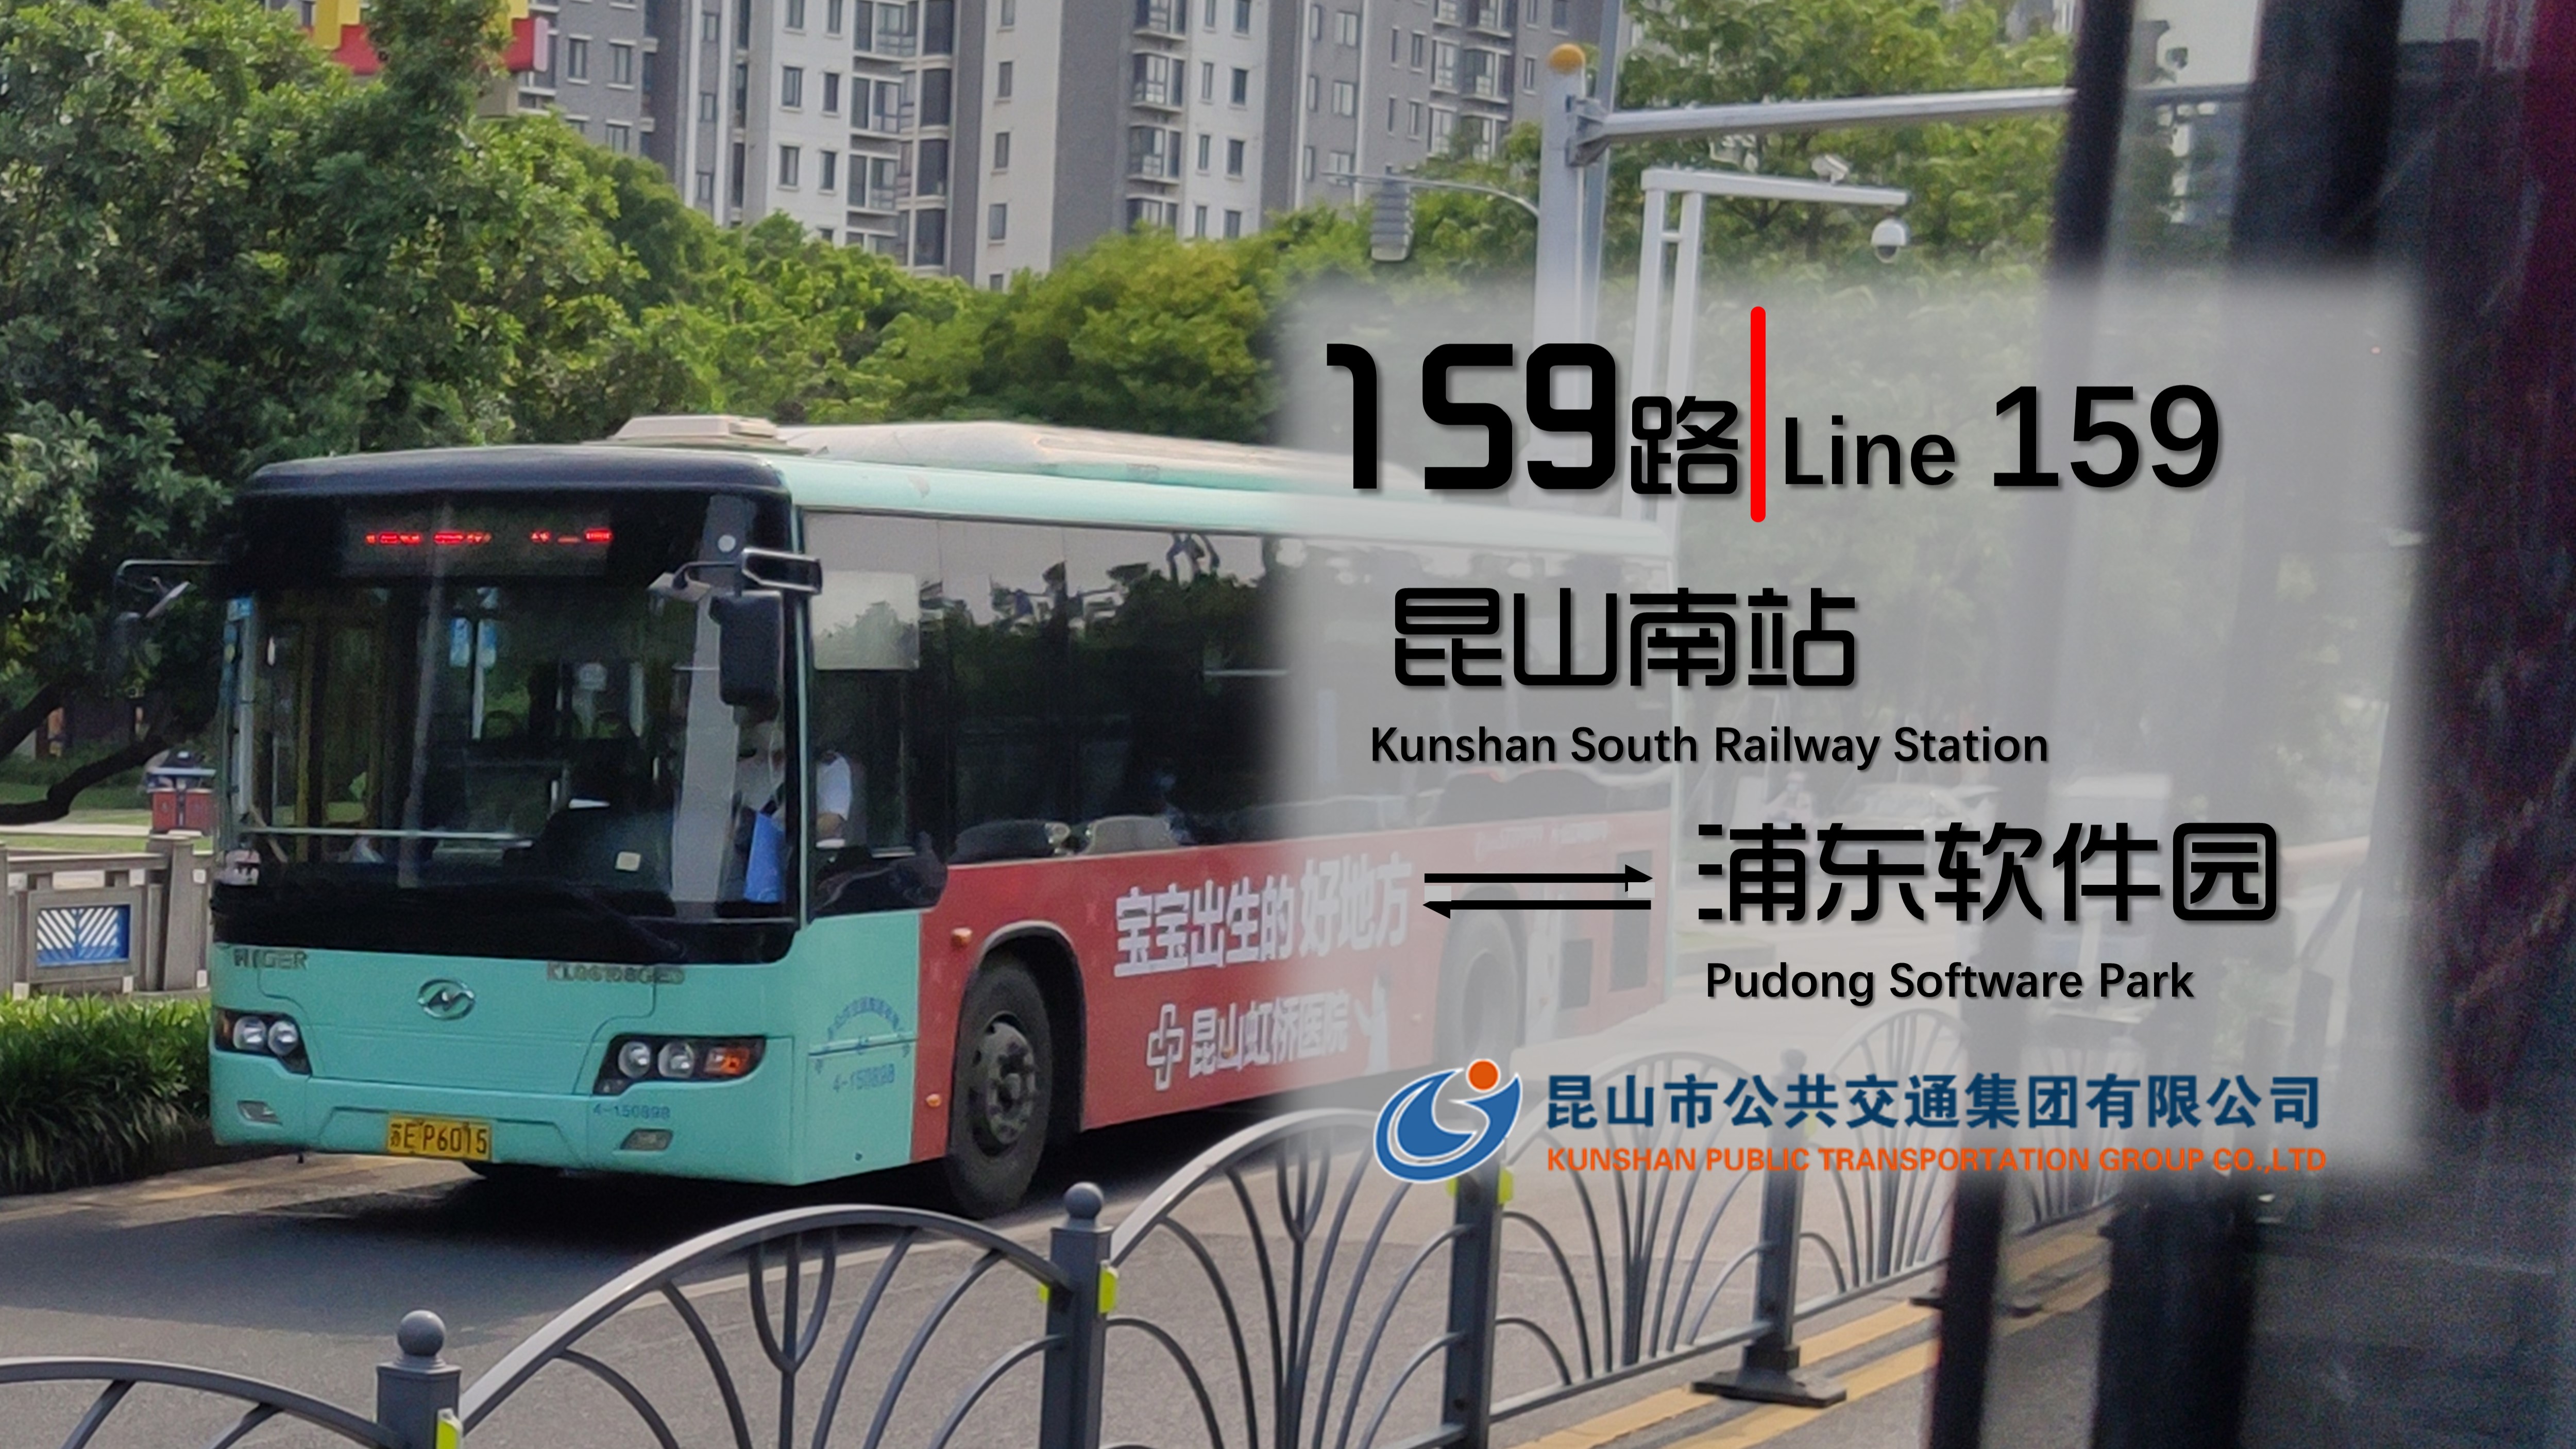 159路 Line 159
昆山南站
Kunshan South Railway Station
浦东软件园
Pudong Software Park
昆山市公共交通集团有限公司
KUNSHAN PUBLIC TRANSPORTATION GROUP CO.,LTD
宝宝出生的 好地方
昆山虹桥医院
HIGER
4-150898
4-150898
苏E P6015